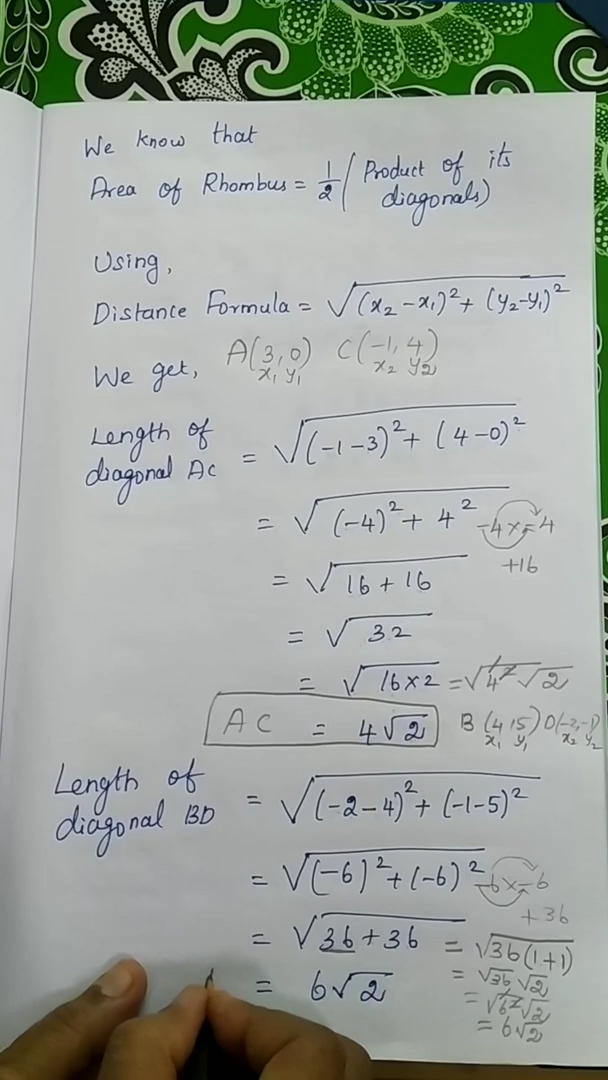 We know that
Area of Rhombus = 1/2 (Product of its diagonals)
Using,
Distance Formula = √(x₂ - x₁)² + (y₂ - y₁)²
We get, A(3, 0) C(-1, 4)
x₁ y₁ x₂ y₂
Length of diagonal AC = √(-1-3)² + (4-0)²
= √(-4)² + 4² -4 × -4
+16
= √16 + 16
= √32
= √16×2 = √4² √2
AC = 4√2 B (4, 5) D(-2, -1)
x₁ y₁ x₂ y₂
Length of diagonal BD = √(-2-4)² + (-1-5)²
= √(-6)² + (-6)² -6 × -6
+36
= √36 + 36 = √36(1+1)
= 6√2 = √36 √2
= √6² √2
= 6√2